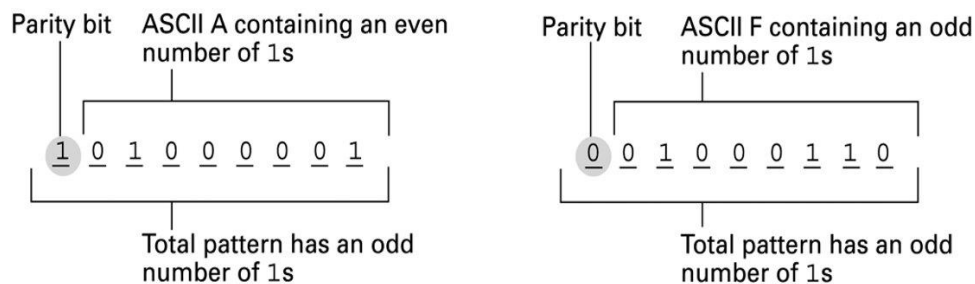 Parity bit
ASCII A containing an even
number of 1s
1 0 1 0 0 0 0 0 1
Total pattern has an odd
number of 1s
Parity bit
ASCII F containing an odd
number of 1s
0 0 1 0 0 0 1 1 0
Total pattern has an odd
number of 1s